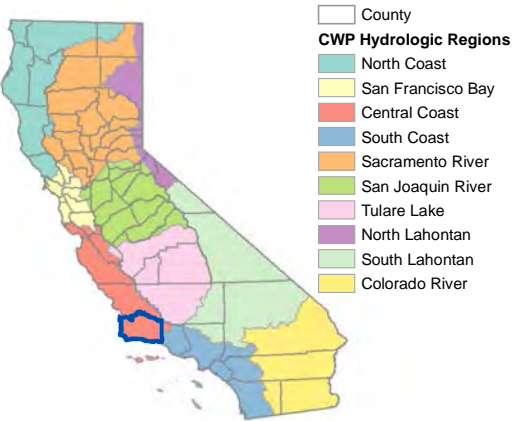 County
CWP Hydrologic Regions
North Coast
San Francisco Bay
Central Coast
South Coast
Sacramento River
San Joaquin River
Tulare Lake
North Lahontan
South Lahontan
Colorado River